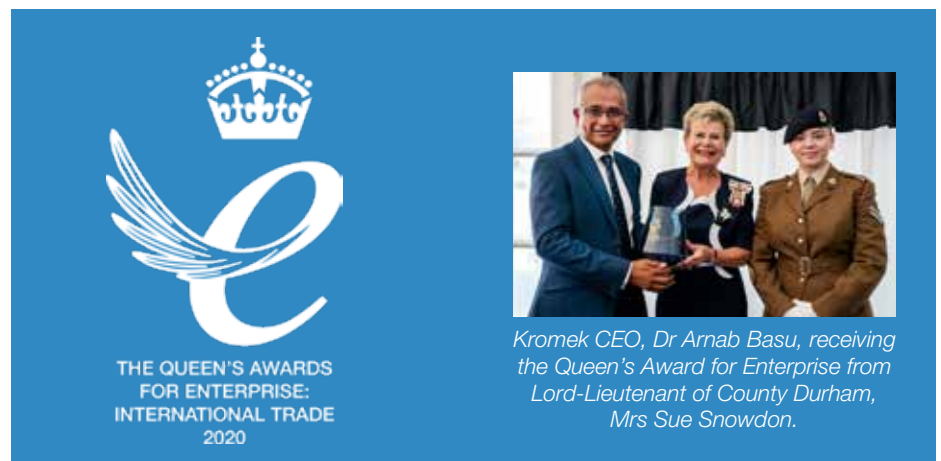 THE QUEEN'S AWARDS
FOR ENTERPRISE:
INTERNATIONAL TRADE
2020
Kromek CEO, Dr Arnab Basu, receiving
the Queen's Award for Enterprise from
Lord-Lieutenant of County Durham,
Mrs Sue Snowdon.